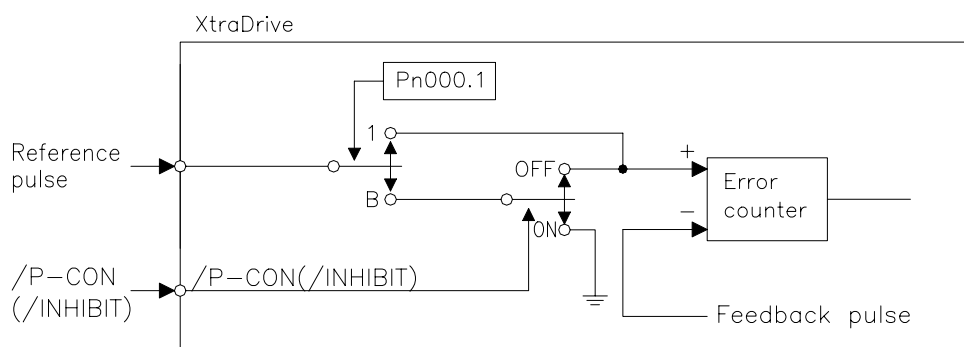 XtraDrive
Pn000.1
Reference
pulse
1
B
OFF
ON
+
−
Error
counter
/P−CON
(/INHIBIT)
/P−CON(/INHIBIT)
Feedback pulse